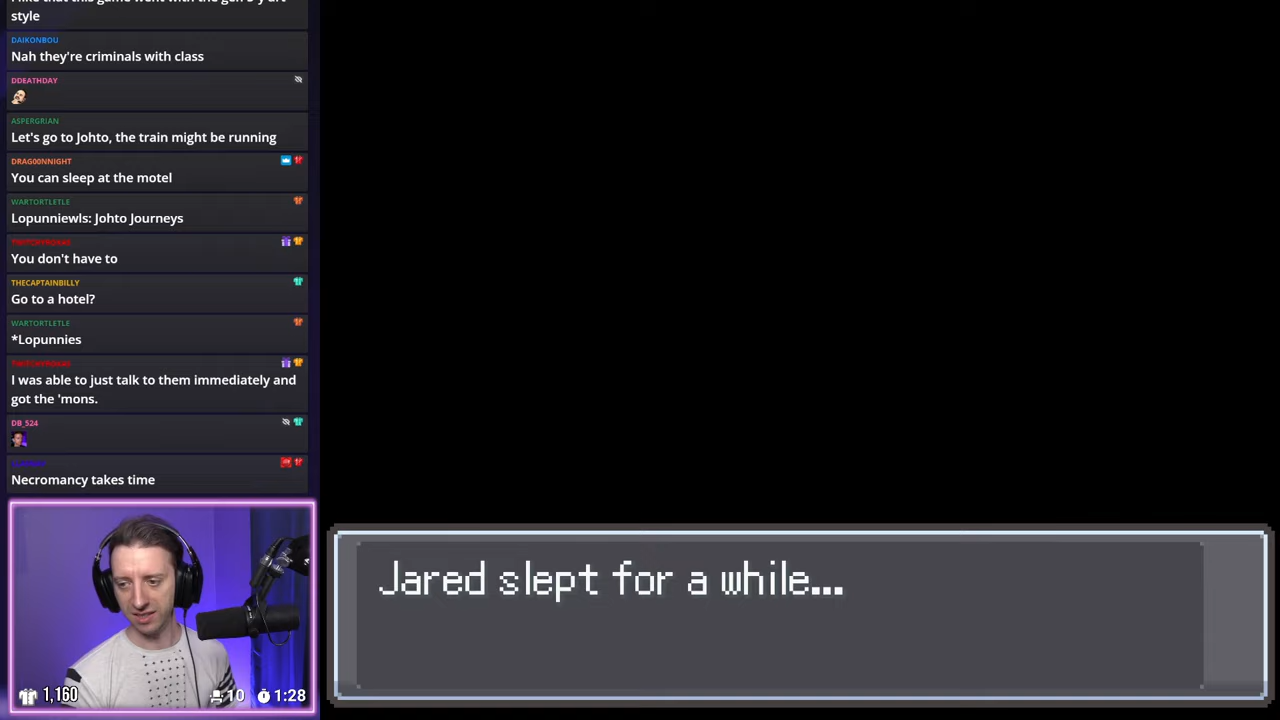 style
DAIKONBOU
Nah they're criminals with class
DDEATHDAY
ASPERGRIAN
Let's go to Johto, the train might be running
DRAG00NNIGHT
You can sleep at the motel
WARTORTLETLE
Lopunniewls: Johto Journeys
You don't have to
THECAPTAINBILLY
Go to a hotel?
WARTORTLETLE
*Lopunnies
I was able to just talk to them immediately and
got the 'mons.
DB_524
Necromancy takes time
Jared slept for a while...
1,160
10
1:28